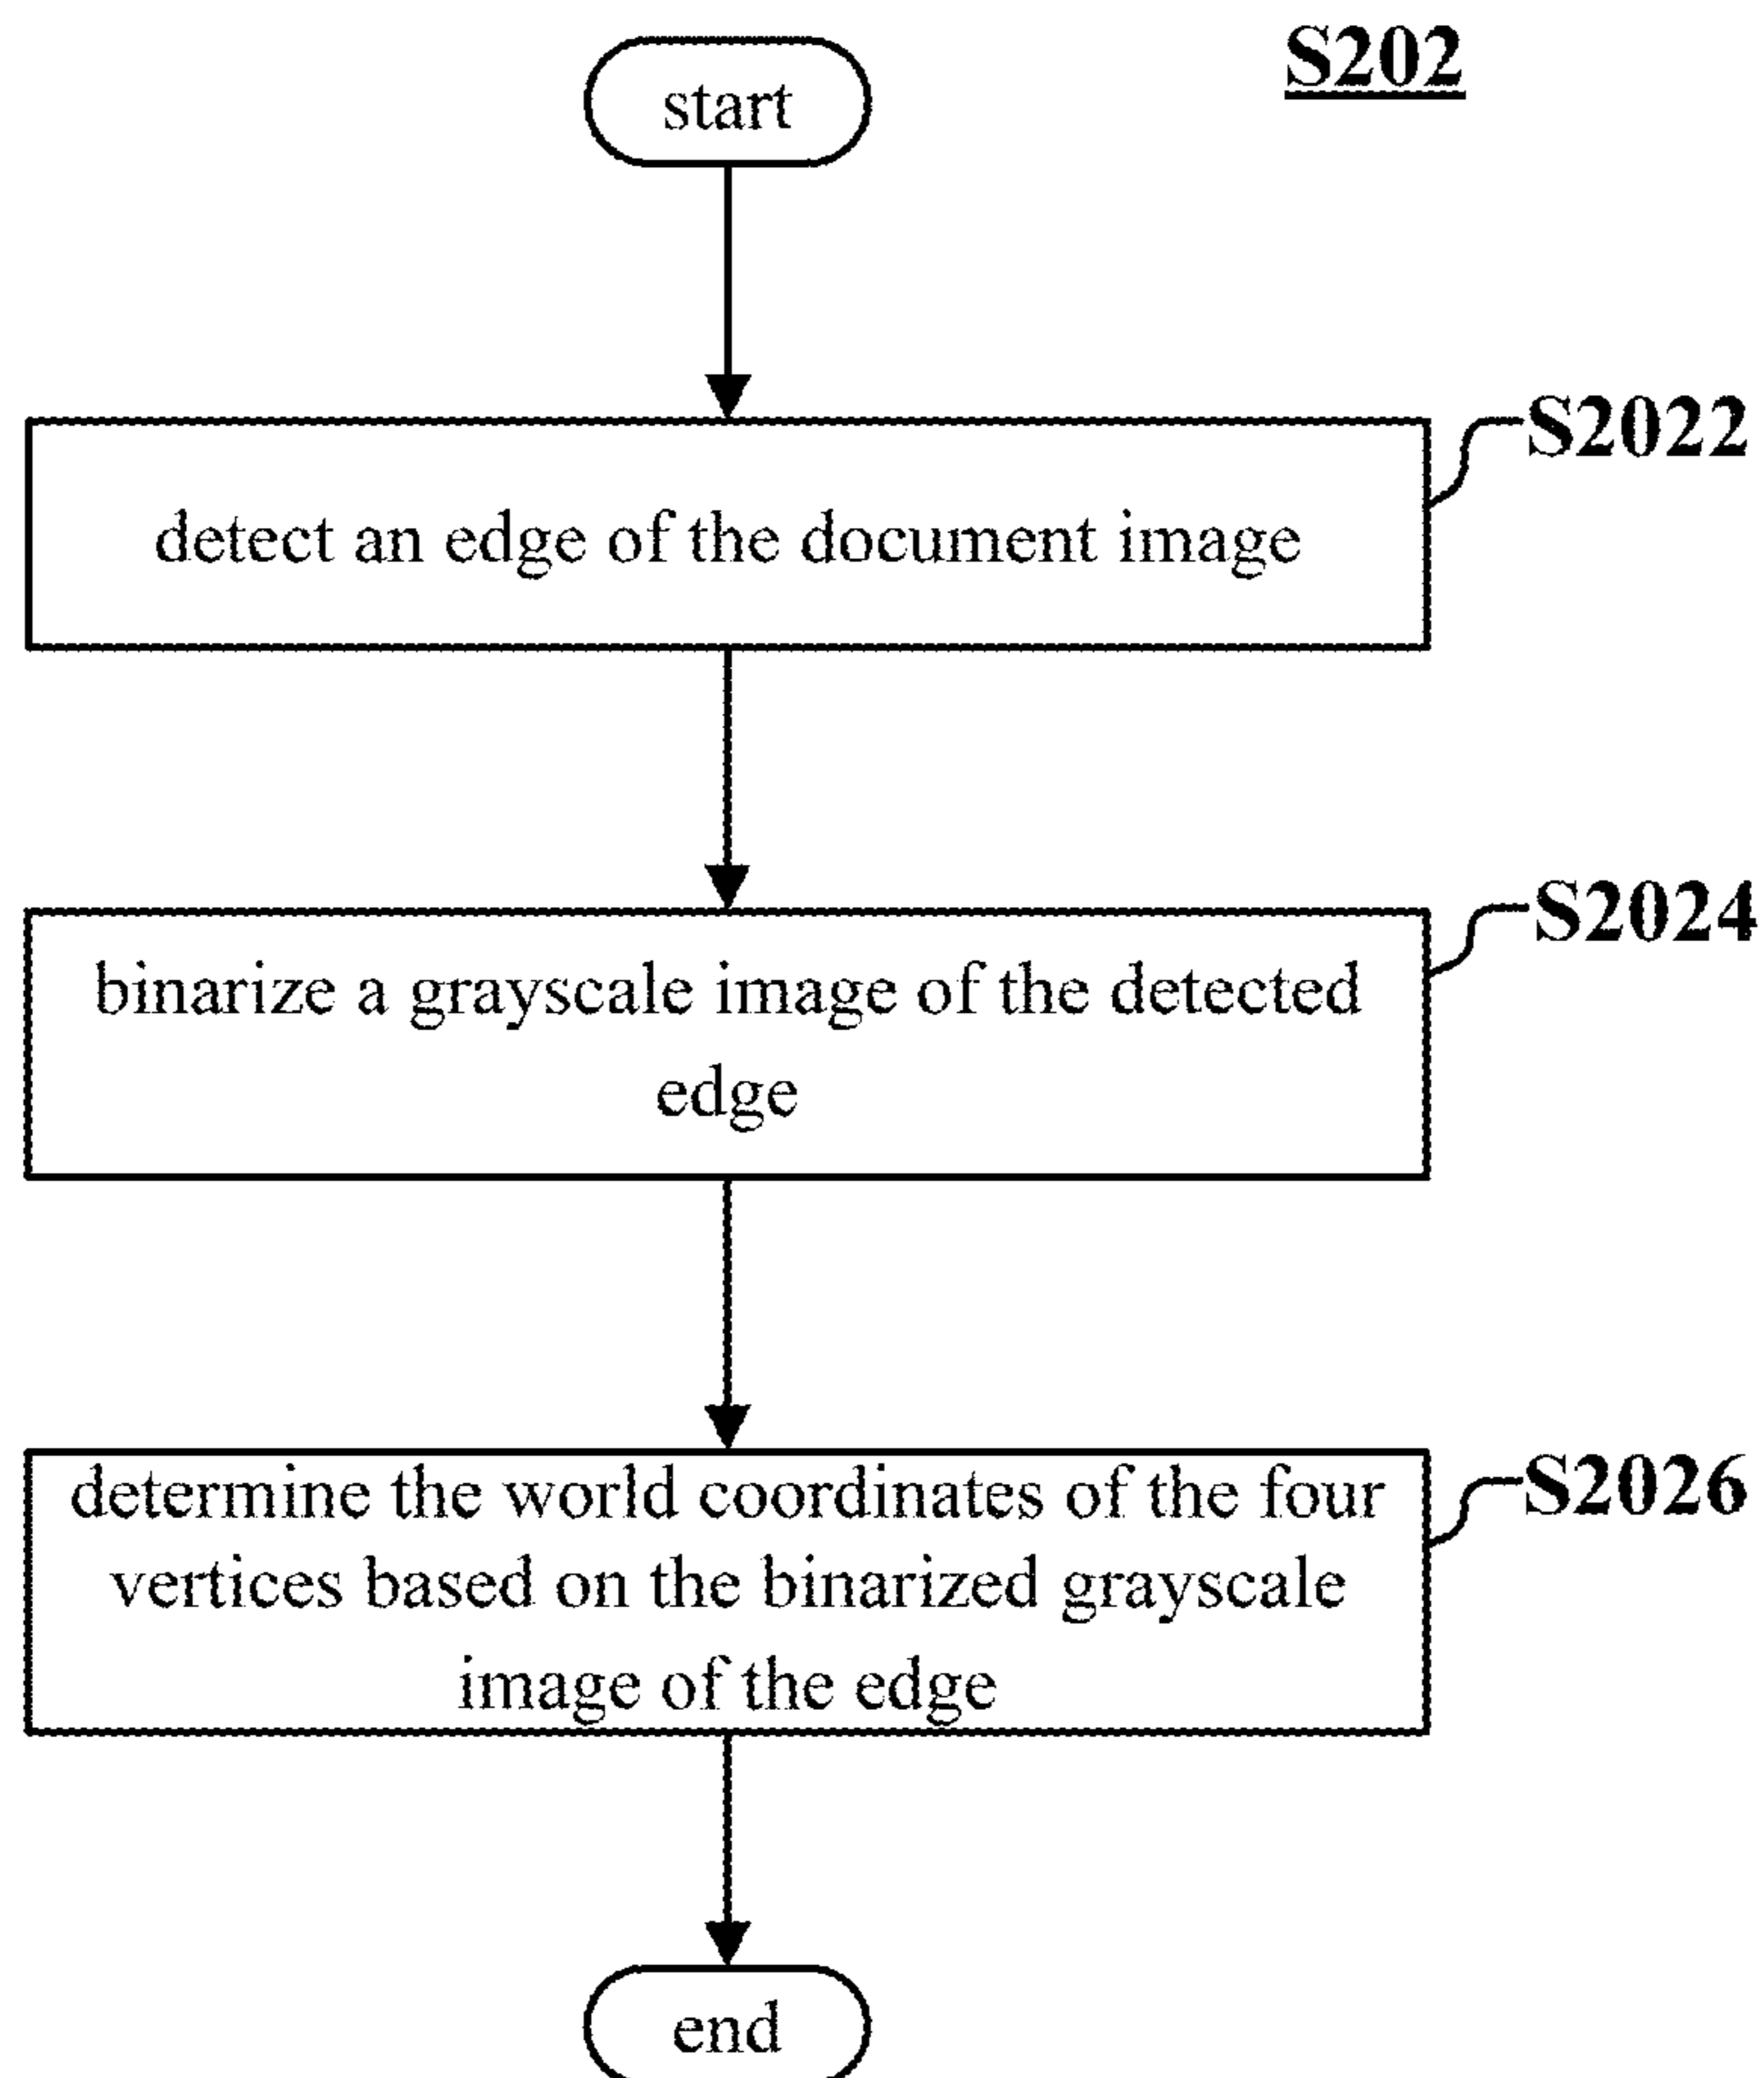 S202
start
S2022
detect an edge of the document image
S2024
binarize a grayscale image of the detected
edge
S2026
determine the world coordinates of the four
vertices based on the binarized grayscale
image of the edge
end